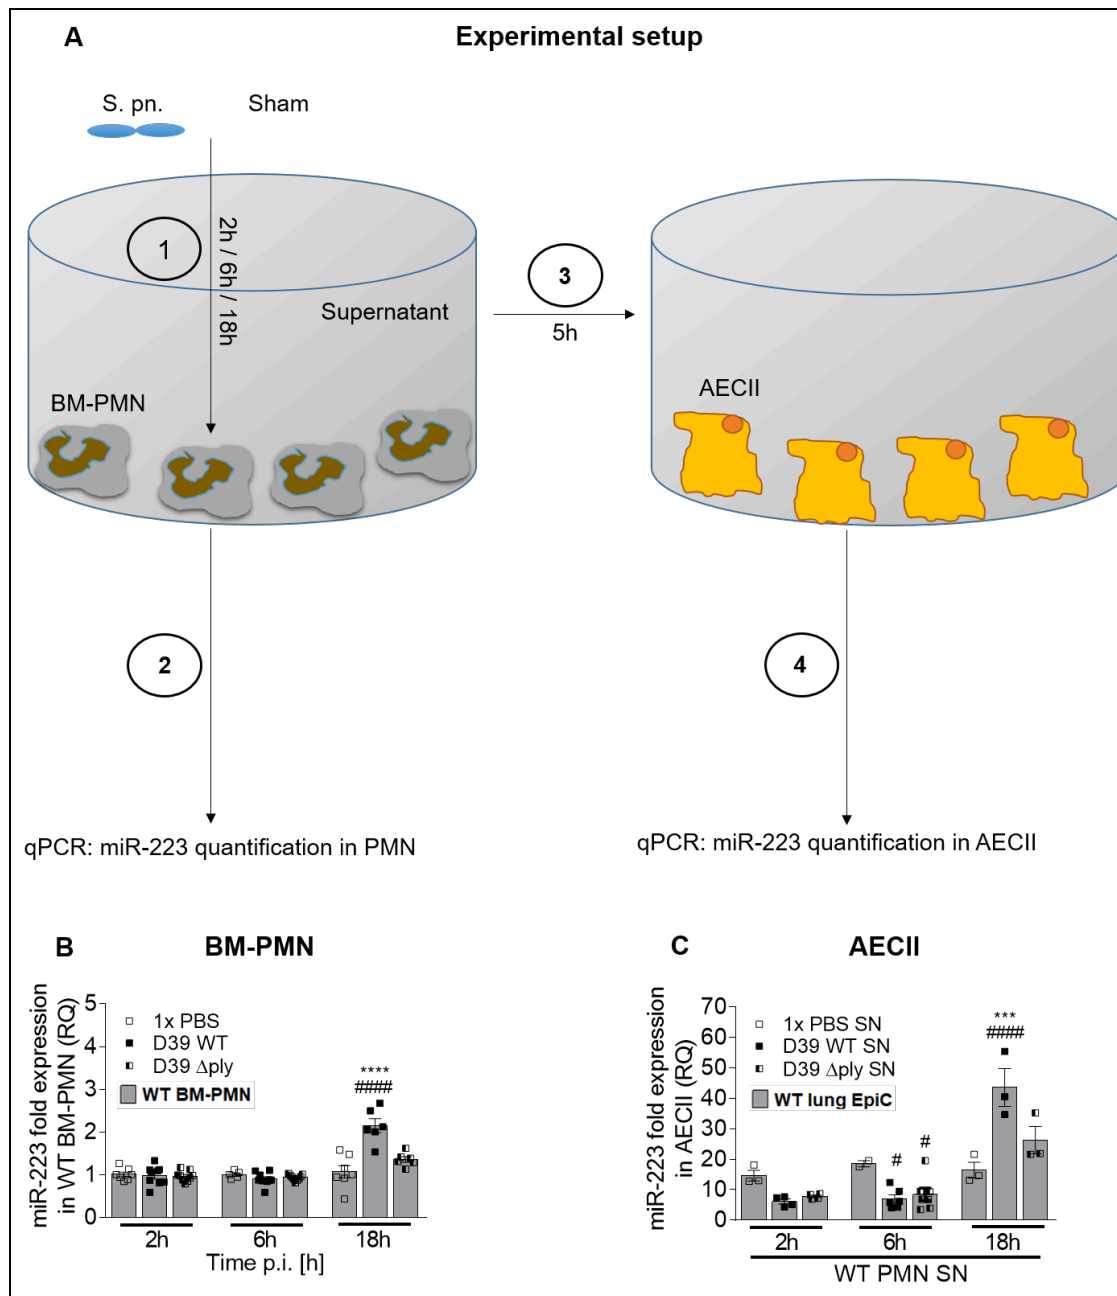 A
Experimental setup
S. pn.
Sham
1
2h / 6h / 18h
Supernatant
3
5h
BM-PMN
AECII
2
4
qPCR: miR-223 quantification in PMN
qPCR: miR-223 quantification in AECII
B
BM-PMN
miR-223 fold expression
in WT BM-PMN (RQ)
5
4
3
2
1
0
1x PBS
D39 WT
D39 Δply
WT BM-PMN
****
####
2h
6h
18h
Time p.i. [h]
C
AECII
miR-223 fold expression
in AECII (RQ)
70
60
50
40
30
20
10
0
1x PBS SN
D39 WT SN
D39 Δply SN
WT lung EpiC
#
#
***
####
2h
6h
18h
WT PMN SN